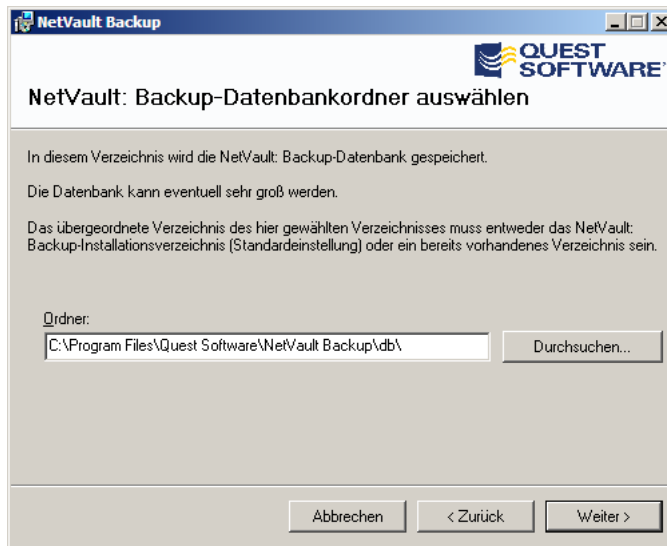 NetVault Backup
QUEST
SOFTWARE
NetVault: Backup-Datenbankordner auswählen
In diesem Verzeichnis wird die NetVault: Backup-Datenbank gespeichert.
Die Datenbank kann eventuell sehr groß werden.
Das übergeordnete Verzeichnis des hier gewählten Verzeichnisses muss entweder das NetVault:
Backup-Installationsverzeichnis (Standardeinstellung) oder ein bereits vorhandenes Verzeichnis sein.
Ordner:
C:\Program Files\Quest Software\NetVault Backup\db\
Durchsuchen...
Abbrechen
< Zurück
Weiter >